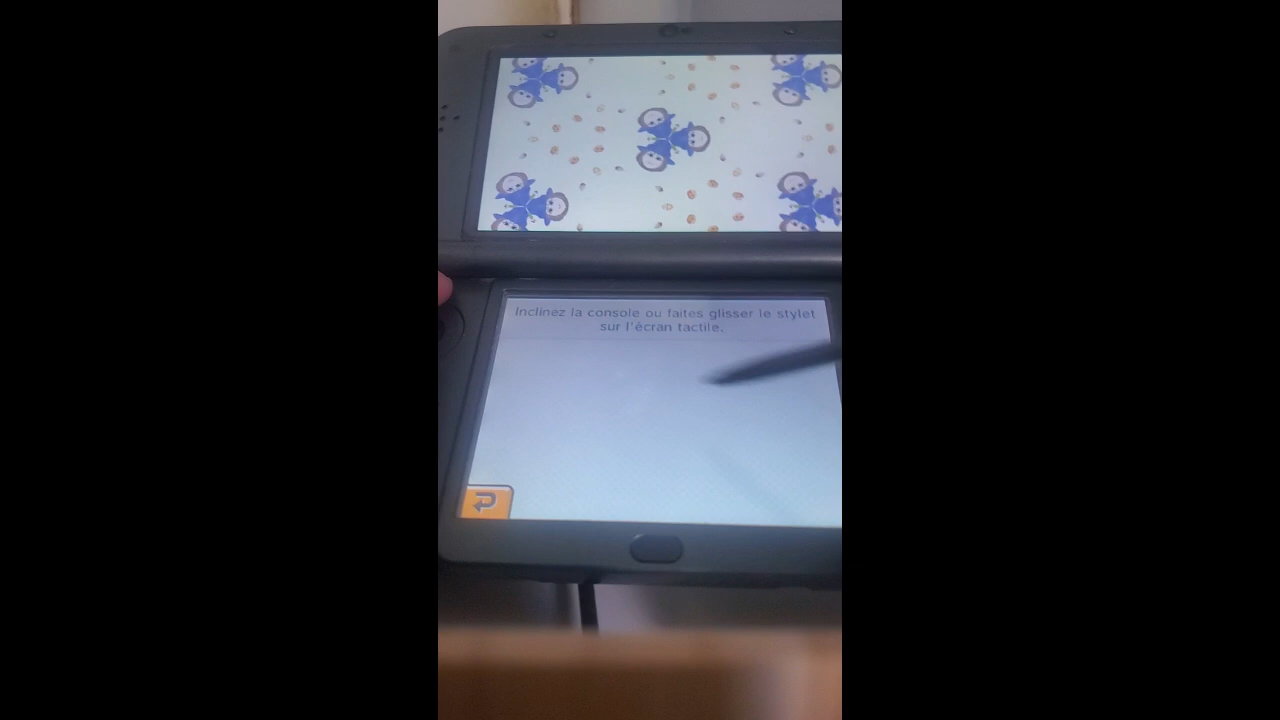 Inclinez la console ou faites glisser le stylet
sur l'écran tactile.